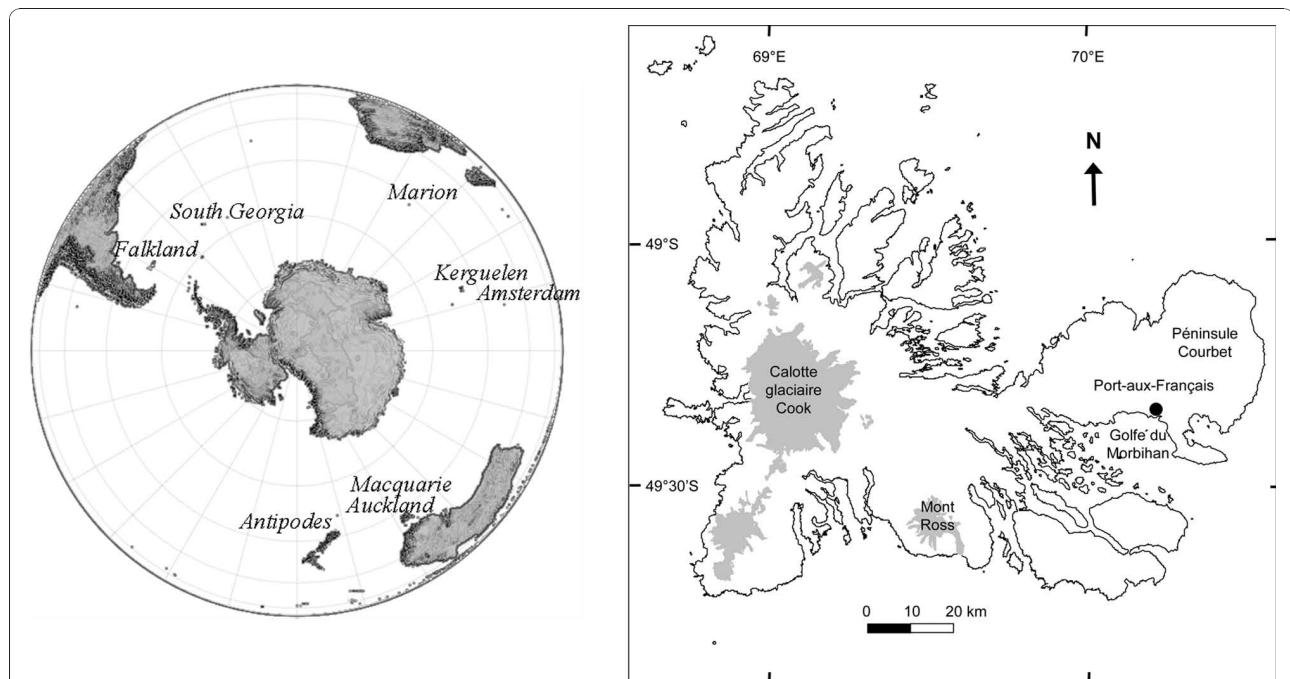 Marion
South Georgia
Falkland
Kerguelen
Amsterdam
Macquarie
Auckland
Antipodes
69°E
70°E
N
49°S
Péninsule
Courbet
Calotte
glaciaire
Cook
Port-aux-Français
Golfe du
Morbihan
49°30'S
Mont
Ross
0 10 20 km